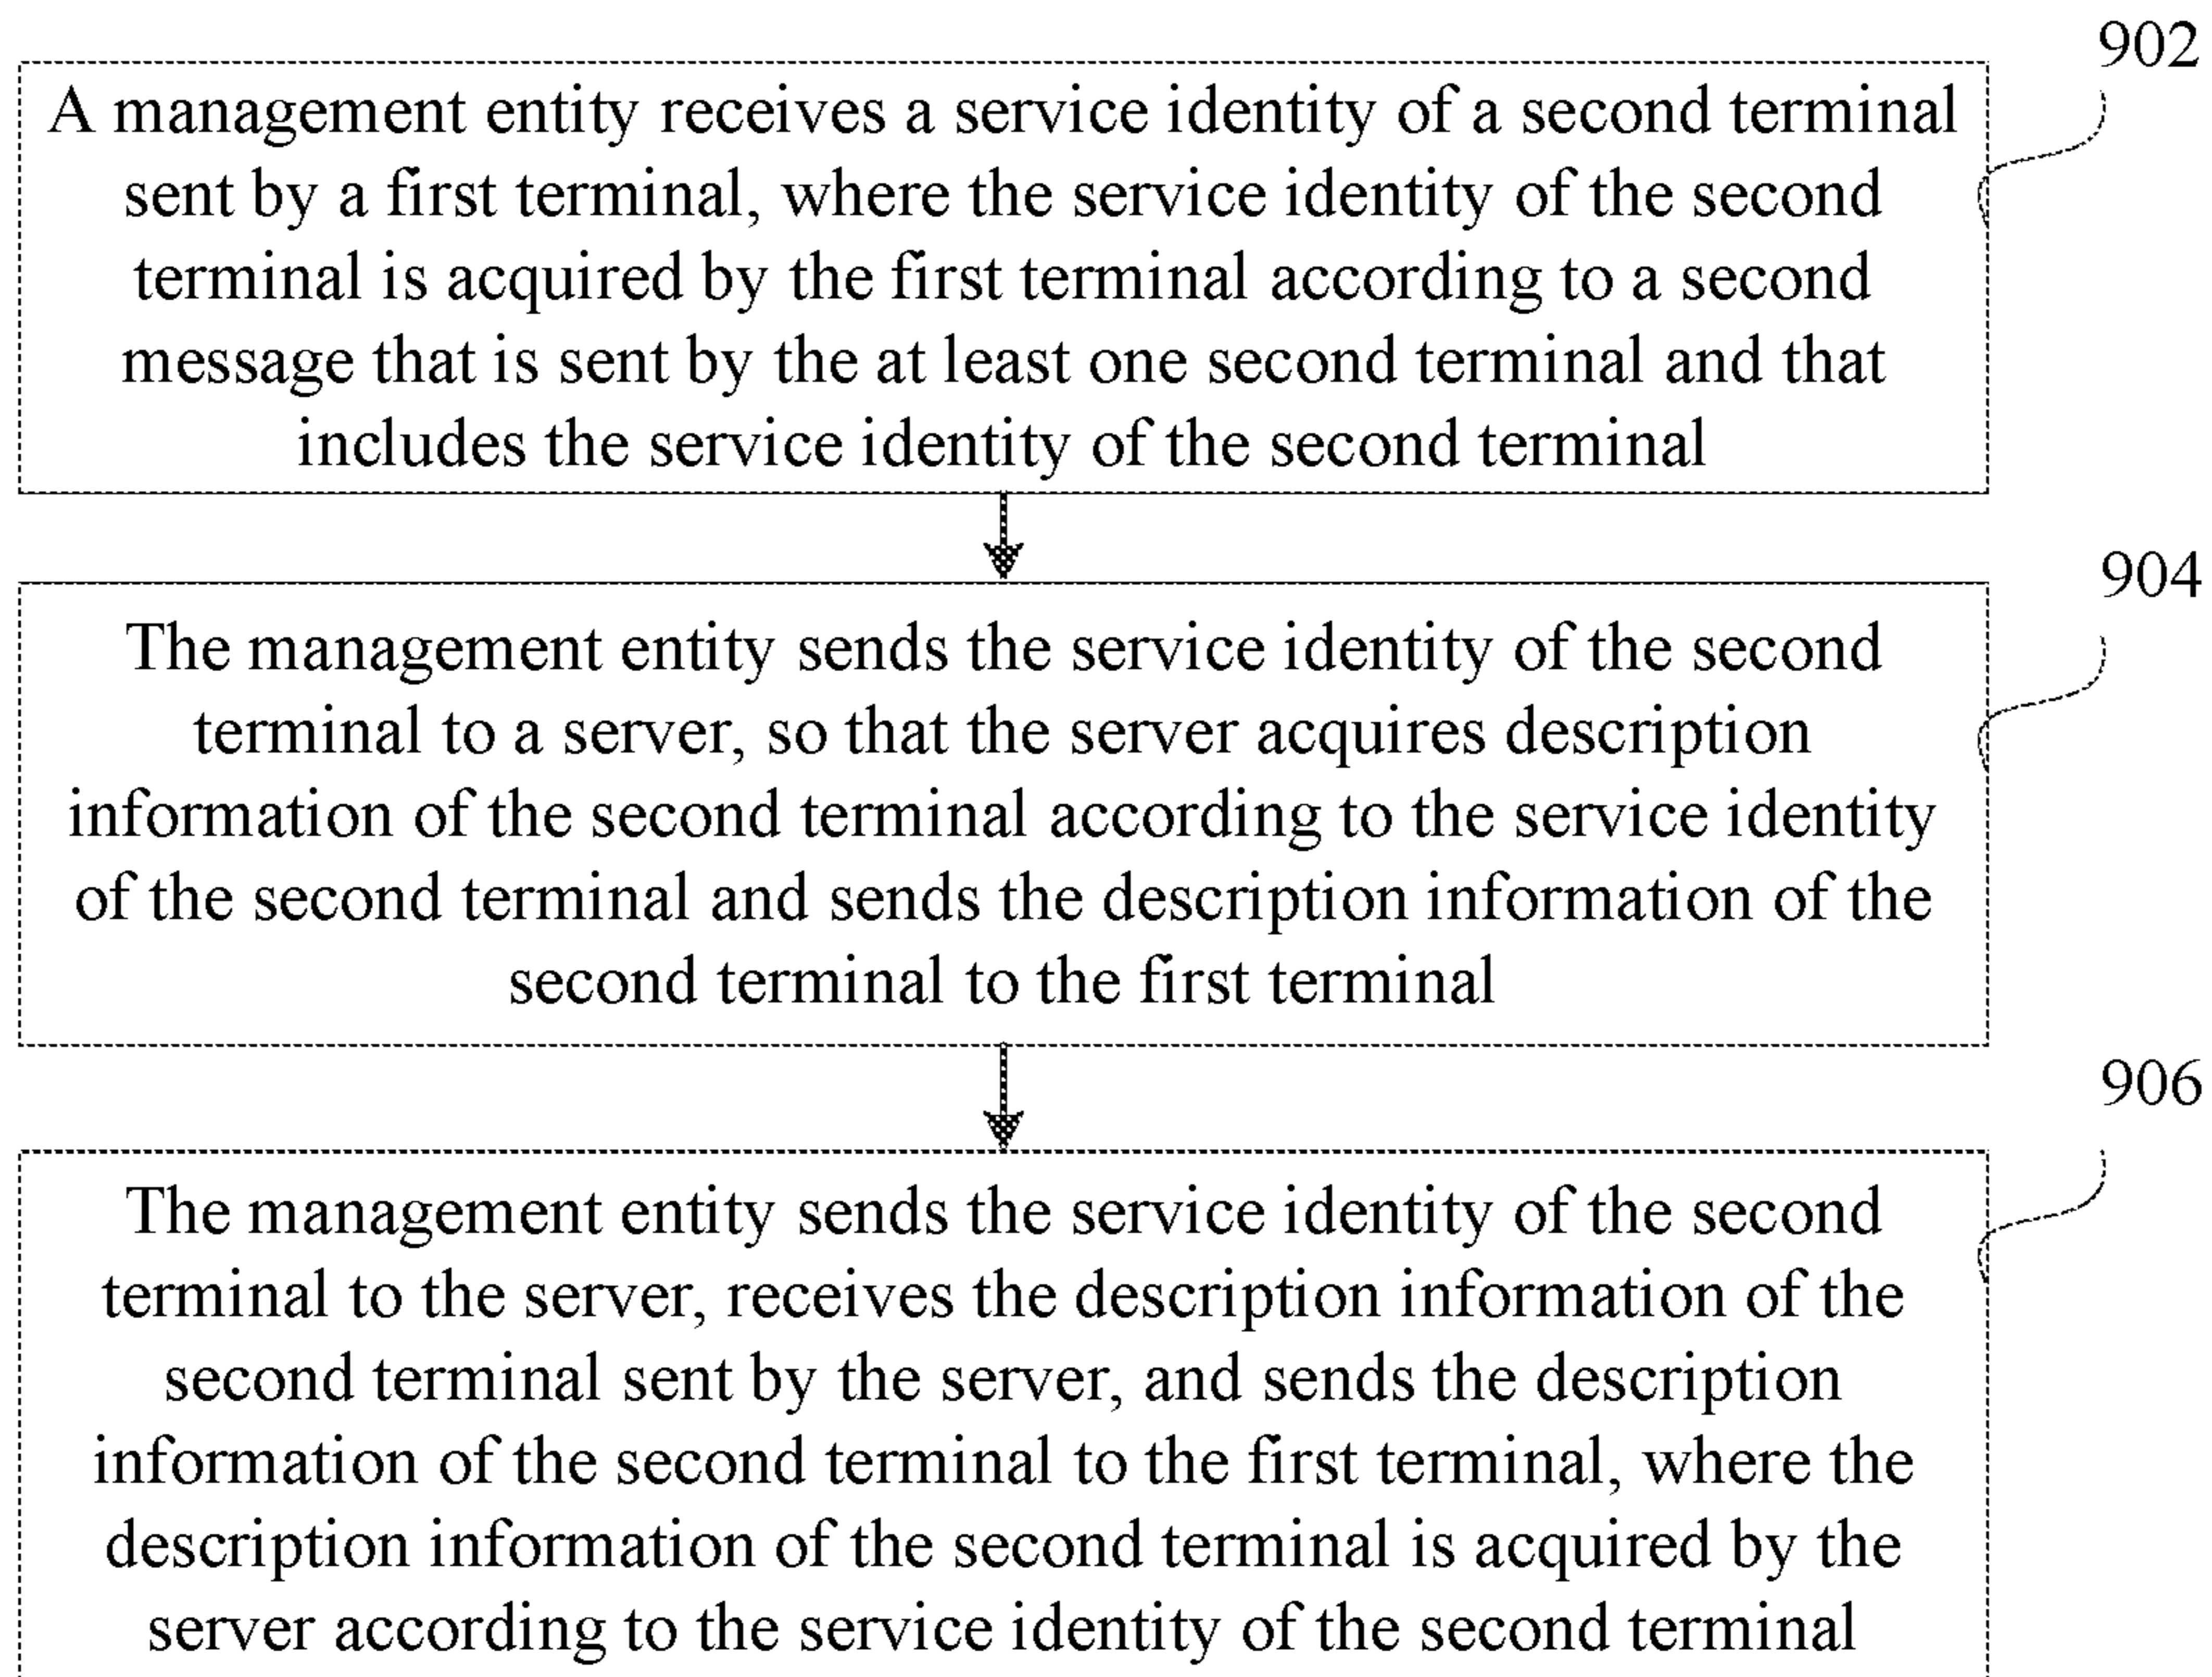 902
A management entity receives a service identity of a second terminal
sent by a first terminal, where the service identity of the second
terminal is acquired by the first terminal according to a second
message that is sent by the at least one second terminal and that
includes the service identity of the second terminal
904
The management entity sends the service identity of the second
terminal to a server, so that the server acquires description
information of the second terminal according to the service identity
of the second terminal and sends the description information of the
second terminal to the first terminal
906
The management entity sends the service identity of the second
terminal to the server, receives the description information of the
second terminal sent by the server, and sends the description
information of the second terminal to the first terminal, where the
description information of the second terminal is acquired by the
server according to the service identity of the second terminal